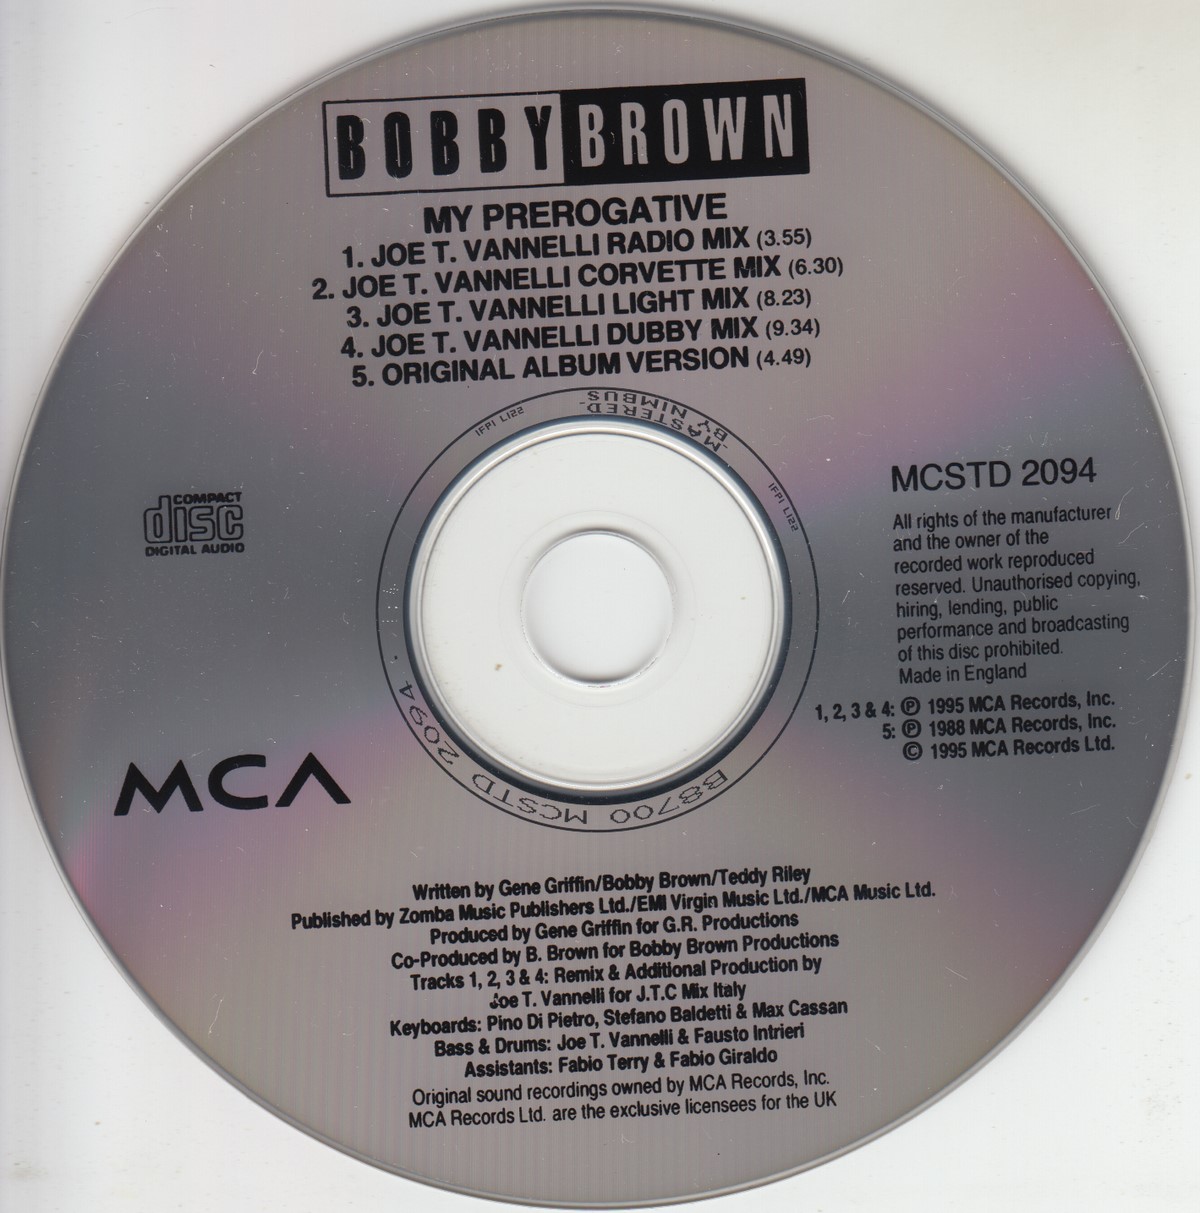 BOBBY BROWN
MY PREROGATIVE
1. JOE T. VANNELLI RADIO MIX (3.55)
2. JOE T. VANNELLI CORVETTE MIX (6.30)
3. JOE T. VANNELLI LIGHT MIX (8.23)
4. JOE T. VANNELLI DUBBY MIX (9.34)
5. ORIGINAL ALBUM VERSION (4.49)
IFPI L122
MASTERED
BY NIMBUS
IFPI L122
COMPACT
disc
DIGITAL AUDIO
MCSTD 2094
All rights of the manufacturer
and the owner of the
recorded work reproduced
reserved. Unauthorised copying,
hiring, lending, public
performance and broadcasting
of this disc prohibited.
Made in England
1, 2, 3 & 4: ℗ 1995 MCA Records, Inc.
5: ℗ 1988 MCA Records, Inc.
© 1995 MCA Records Ltd.
MCA
B8700 MCSTD 2094
Written by Gene Griffin/Bobby Brown/Teddy Riley
Published by Zomba Music Publishers Ltd./EMI Virgin Music Ltd./MCA Music Ltd.
Produced by Gene Griffin for G.R. Productions
Co-Produced by B. Brown for Bobby Brown Productions
Tracks 1, 2, 3 & 4: Remix & Additional Production by
Joe T. Vannelli for J.T.C Mix Italy
Keyboards: Pino Di Pietro, Stefano Baldetti & Max Cassan
Bass & Drums: Joe T. Vannelli & Fausto Intrieri
Assistants: Fabio Terry & Fabio Giraldo
Original sound recordings owned by MCA Records, Inc.
MCA Records Ltd. are the exclusive licensees for the UK